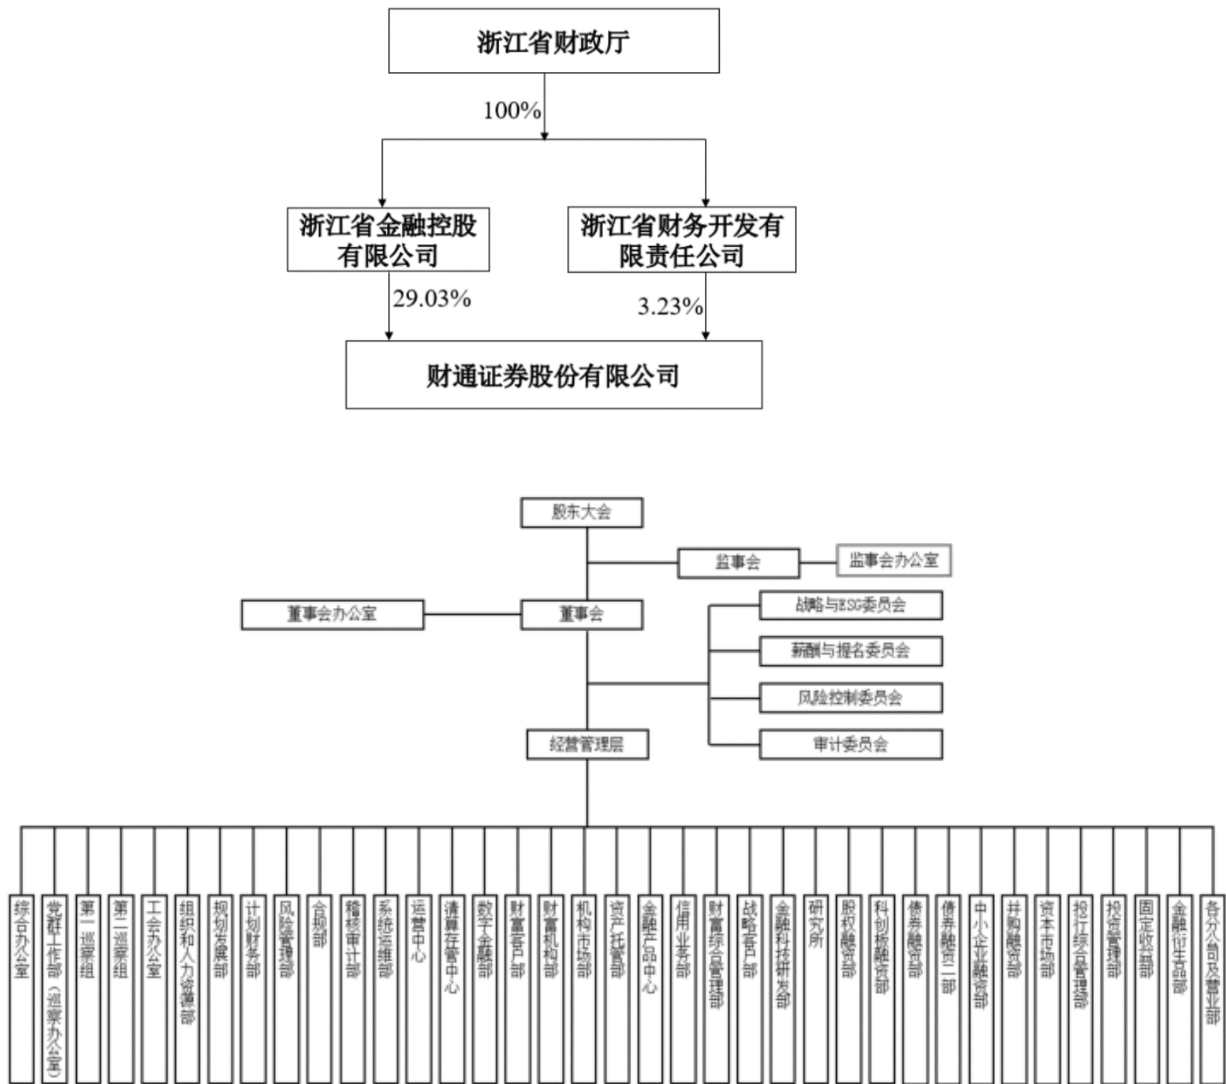 浙江省财政厅
100%
浙江省金融控股
有限公司
浙江省财务开发有
限责任公司
29.03%
3.23%
财通证券股份有限公司
股东大会
监事会
监事会办公室
董事会办公室
董事会
战略与ESG委员会
薪酬与提名委员会
风险控制委员会
经营管理层
审计委员会
综合办公室
党群工作部（巡察办公室）
第一巡察组
第二巡察组
工会办公室
组织和人力资源部
规划发展部
计划财务部
风险管理部
合规部
稽核审计部
系统运维部
运营中心
清算存管中心
数字金融部
财富客户部
财富机构部
机构市场部
资产托管部
金融产品中心
信用业务部
财富综合管理部
战略客户部
金融科技研发部
研究所
股权融资部
科创板融资部
债券融资部
债券融资二部
中小企业融资部
并购融资部
资本市场部
投行综合管理部
投资管理部
固定收益部
金融衍生品部
各分公司及营业部